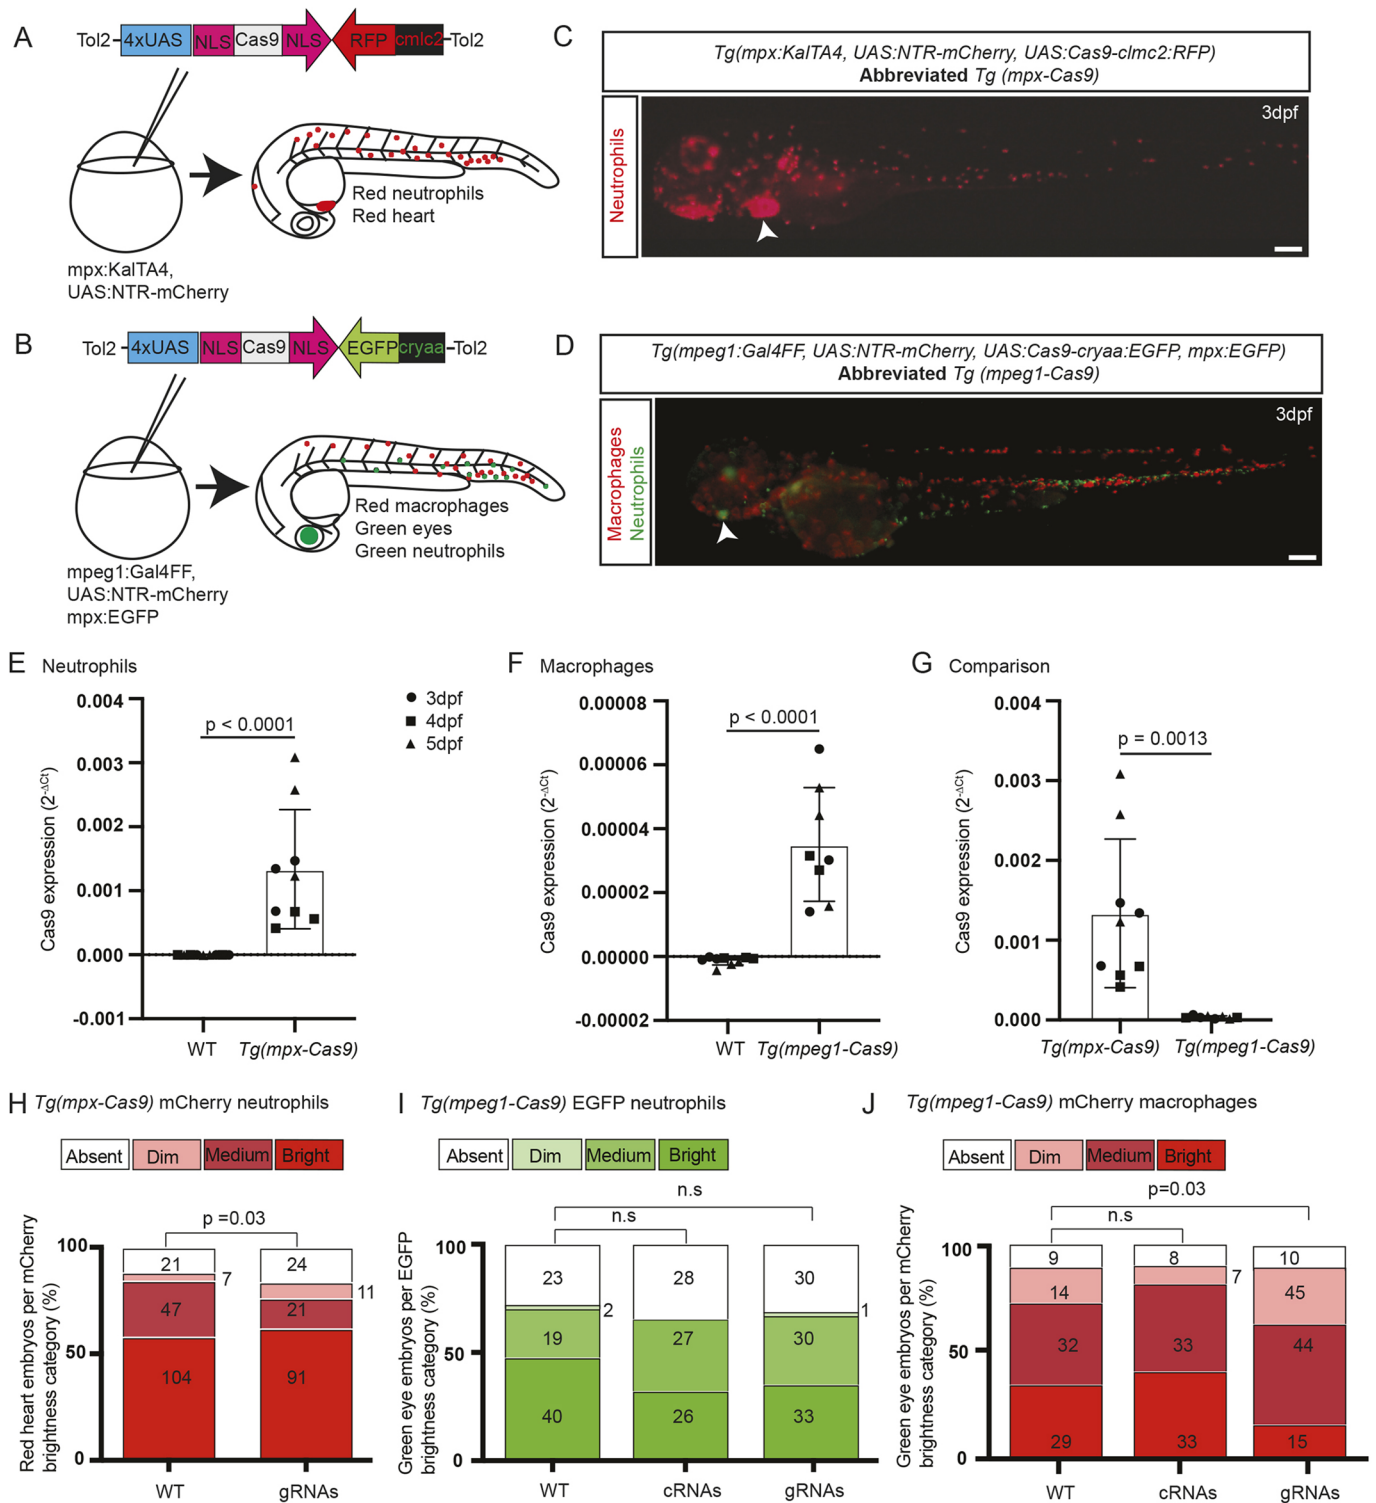 A
Tol2 4xUAS NLS Cas9 NLS RFP cmlc2 Tol2
Red neutrophils
Red heart
mpx:KalTA4,
UAS:NTR-mCherry
B
Tol2 4xUAS NLS Cas9 NLS EGFP cryaa Tol2
Red macrophages
Green eyes
Green neutrophils
mpeg1:Gal4FF,
UAS:NTR-mCherry
mpx:EGFP
C
Tg(mpx:KalTA4, UAS:NTR-mCherry, UAS:Cas9-clmc2:RFP)
Abbreviated Tg (mpx-Cas9)
Neutrophils
3dpf
D
Tg(mpeg1:Gal4FF, UAS:NTR-mCherry, UAS:Cas9-cryaa:EGFP, mpx:EGFP)
Abbreviated Tg (mpeg1-Cas9)
Macrophages
Neutrophils
3dpf
E Neutrophils
Cas9 expression (2-ΔCt)
0.004
0.003
0.002
0.001
0.000
-0.001
p < 0.0001
3dpf
4dpf
5dpf
WT Tg(mpx-Cas9)
F Macrophages
Cas9 expression (2-ΔCt)
0.00008
0.00006
0.00004
0.00002
0.00000
-0.00002
p < 0.0001
WT Tg(mpeg1-Cas9)
G Comparison
Cas9 expression (2-ΔCt)
0.004
0.003
0.002
0.001
0.000
p = 0.0013
Tg(mpx-Cas9) Tg(mpeg1-Cas9)
H Tg(mpx-Cas9) mCherry neutrophils
Absent Dim Medium Bright
Red heart embryos per mCherry
brightness category (%)
100
50
0
p =0.03
21 24
7 11
47 21
104 91
WT gRNAs
I Tg(mpeg1-Cas9) EGFP neutrophils
Absent Dim Medium Bright
Green eye embryos per EGFP
brightness category (%)
100
50
0
n.s
n.s
23 28 30
2 1
19 27 30
40 26 33
WT cRNAs gRNAs
J Tg(mpeg1-Cas9) mCherry macrophages
Absent Dim Medium Bright
Green eye embryos per mCherry
brightness category (%)
100
50
0
p=0.03
n.s
9 8 10
14 7 45
32 33 44
29 33 15
WT cRNAs gRNAs